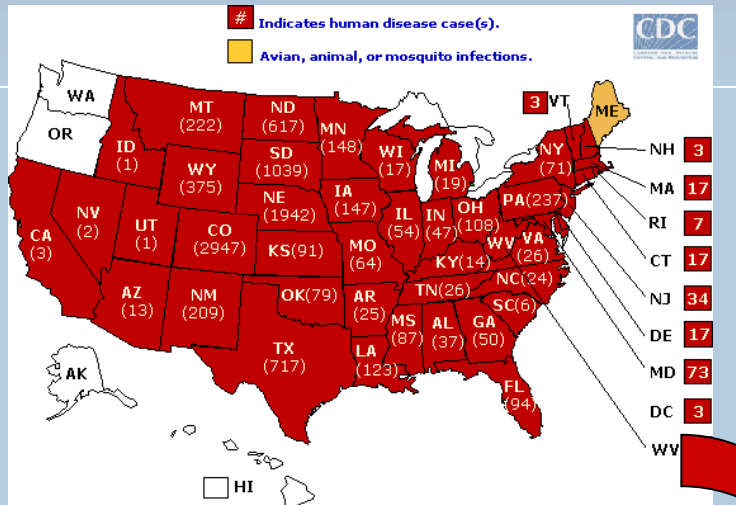 # Indicates human disease case(s).
CDC
Avian, animal, or mosquito infections.
WA
MT
(222)
ND
(617)
MN
(148)
3 VT
ME
OR
ID
(1)
WY
(375)
SD
(1039)
WI
(17)
MI
(19)
NY
(71)
NH 3
NV
(2)
UT
(1)
NE
(1942)
IA
(147)
IL
(54)
IN
(47)
OH
(108)
PA(237)
MA 17
RI 7
CA
(3)
CO
(2947)
KS(91)
MO
(64)
KY(14)
WV
VA
(26)
CT 17
AZ
(13)
NM
(209)
OK(79)
AR
(25)
TN(26)
NC(24)
SC(6)
NJ 34
DE 17
TX
(717)
LA
(123)
MS
(87)
AL
(37)
GA
(50)
MD 73
AK
FL
(94)
DC 3
WV
HI